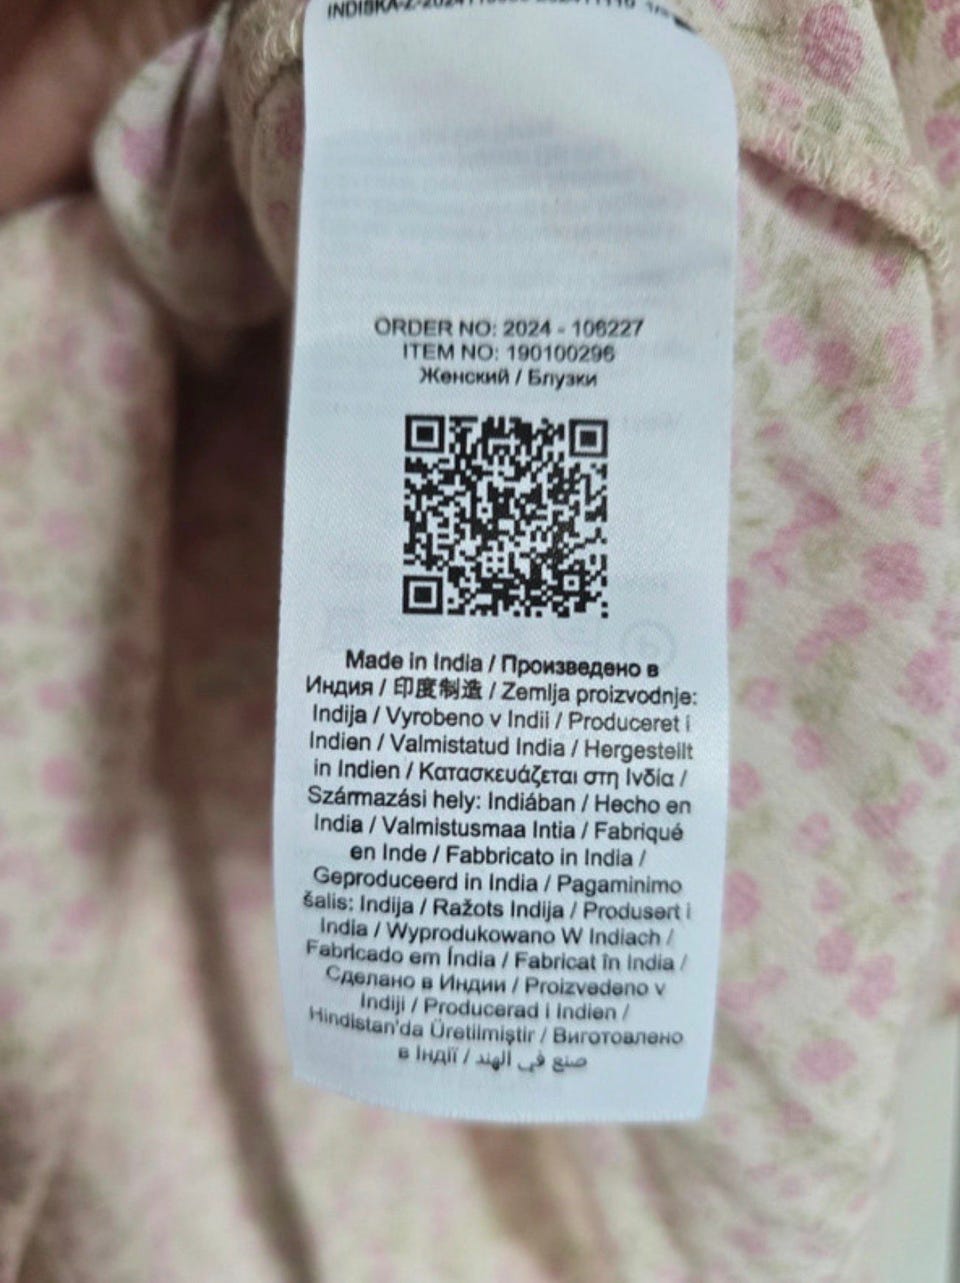 ORDER NO: 2024 - 106227
ITEM NO: 190100296
Женский / Блузки
Made in India / Произведено в
Индия / 印度制造 / Zemlja proizvodnje:
Indija / Vyrobeno v Indii / Produceret i
Indien / Valmistatud India / Hergestellt
in Indien / Κατασκευάζεται στη Ινδία /
Származási hely: Indiában / Hecho en
India / Valmistusmaa Intia / Fabriqué
en Inde / Fabbricato in India /
Geproduceerd in India / Pagaminimo
šalis: Indija / Ražots Indija / Produsert i
India / Wyprodukowano W Indiach /
Fabricado em Índia / Fabricat în India /
Сделано в Индии / Proizvedeno v
Indiji / Producerad i Indien /
Hindistan'da Üretilmiştir / Виготовлено
в Індії / صنع في الهند